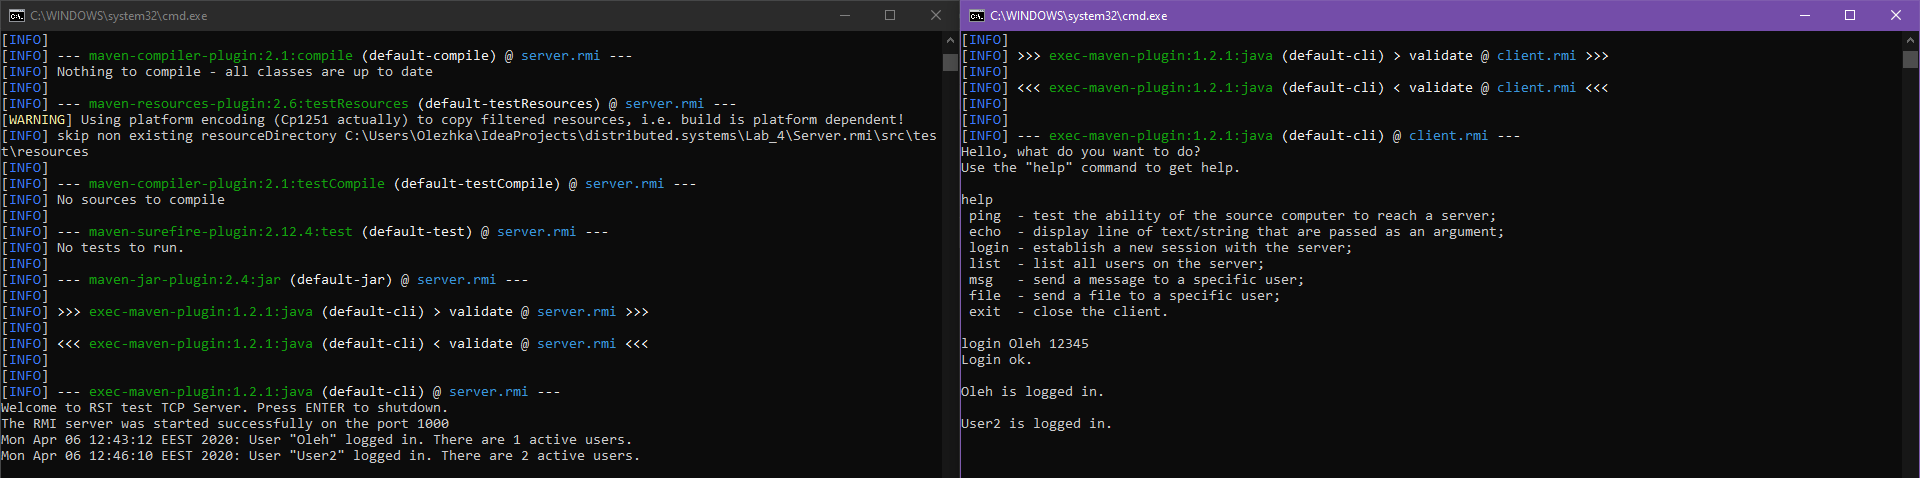 C:\WINDOWS\system32\cmd.exe
[INFO]
[INFO] --- maven-compiler-plugin:2.1:compile (default-compile) @ server.rmi ---
[INFO] Nothing to compile - all classes are up to date
[INFO]
[INFO] --- maven-resources-plugin:2.6:testResources (default-testResources) @ server.rmi ---
[WARNING] Using platform encoding (Cp1251 actually) to copy filtered resources, i.e. build is platform dependent!
[INFO] skip non existing resourceDirectory C:\Users\Olezhka\IdeaProjects\distributed.systems\Lab_4\Server.rmi\src\tes
t\resources
[INFO]
[INFO] --- maven-compiler-plugin:2.1:testCompile (default-testCompile) @ server.rmi ---
[INFO] No sources to compile
[INFO]
[INFO] --- maven-surefire-plugin:2.12.4:test (default-test) @ server.rmi ---
[INFO] No tests to run.
[INFO]
[INFO] --- maven-jar-plugin:2.4:jar (default-jar) @ server.rmi ---
[INFO]
[INFO] >>> exec-maven-plugin:1.2.1:java (default-cli) > validate @ server.rmi >>>
[INFO]
[INFO] <<< exec-maven-plugin:1.2.1:java (default-cli) < validate @ server.rmi <<<
[INFO]
[INFO]
[INFO] --- exec-maven-plugin:1.2.1:java (default-cli) @ server.rmi ---
Welcome to RST test TCP Server. Press ENTER to shutdown.
The RMI server was started successfully on the port 1000
Mon Apr 06 12:43:12 EEST 2020: User "Oleh" logged in. There are 1 active users.
Mon Apr 06 12:46:10 EEST 2020: User "User2" logged in. There are 2 active users.
C:\WINDOWS\system32\cmd.exe
[INFO]
[INFO] >>> exec-maven-plugin:1.2.1:java (default-cli) > validate @ client.rmi >>>
[INFO]
[INFO] <<< exec-maven-plugin:1.2.1:java (default-cli) < validate @ client.rmi <<<
[INFO]
[INFO]
[INFO] --- exec-maven-plugin:1.2.1:java (default-cli) @ client.rmi ---
Hello, what do you want to do?
Use the "help" command to get help.
help
ping - test the ability of the source computer to reach a server;
echo - display line of text/string that are passed as an argument;
login - establish a new session with the server;
list - list all users on the server;
msg - send a message to a specific user;
file - send a file to a specific user;
exit - close the client.
login Oleh 12345
Login ok.
Oleh is logged in.
User2 is logged in.